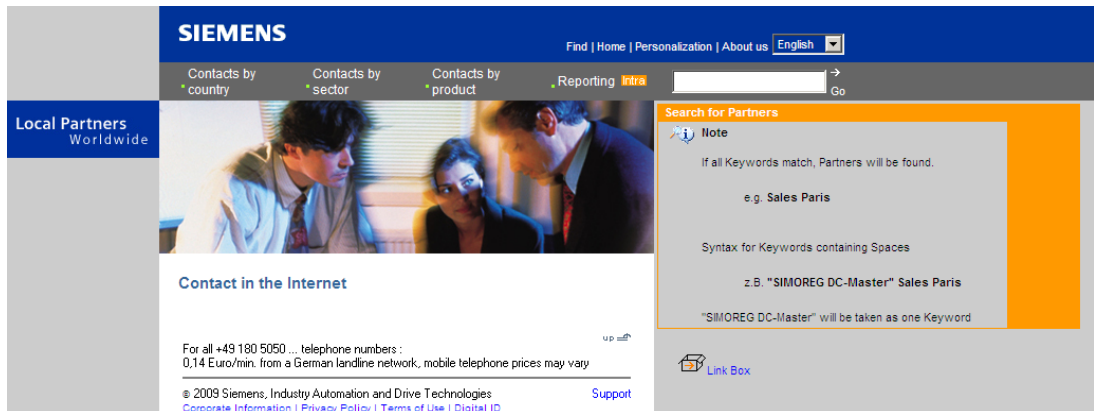 SIEMENS
Find | Home | Personalization | About us English
Contacts by country
Contacts by sector
Contacts by product
Reporting Intra
Go
Local Partners
Worldwide
Search for Partners
Note
If all Keywords match, Partners will be found.
e.g. Sales Paris
Syntax for Keywords containing Spaces
z.B. "SIMOREG DC-Master" Sales Paris
"SIMOREG DC-Master" will be taken as one Keyword
Link Box
Contact in the Internet
up
For all +49 180 5050 ... telephone numbers :
0,14 Euro/min. from a German landline network, mobile telephone prices may vary
© 2009 Siemens, Industry Automation and Drive Technologies
Support
Corporate Information | Privacy Policy | Terms of Use | Digital ID